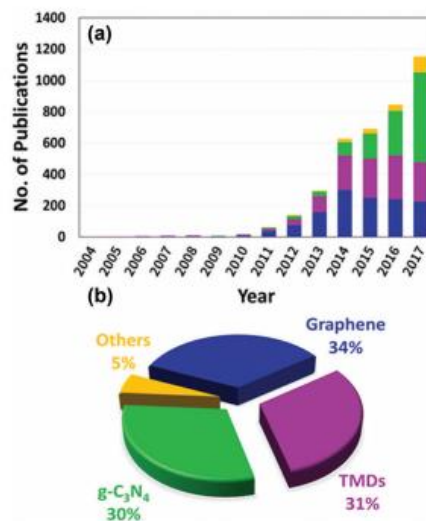 (a)
1400
1200
1000
800
600
400
200
0
No. of Publications
2004 2005 2006 2007 2008 2009 2010 2011 2012 2013 2014 2015 2016 2017
Year
(b)
Graphene
34%
Others
5%
g-C₃N₄
30%
TMDs
31%